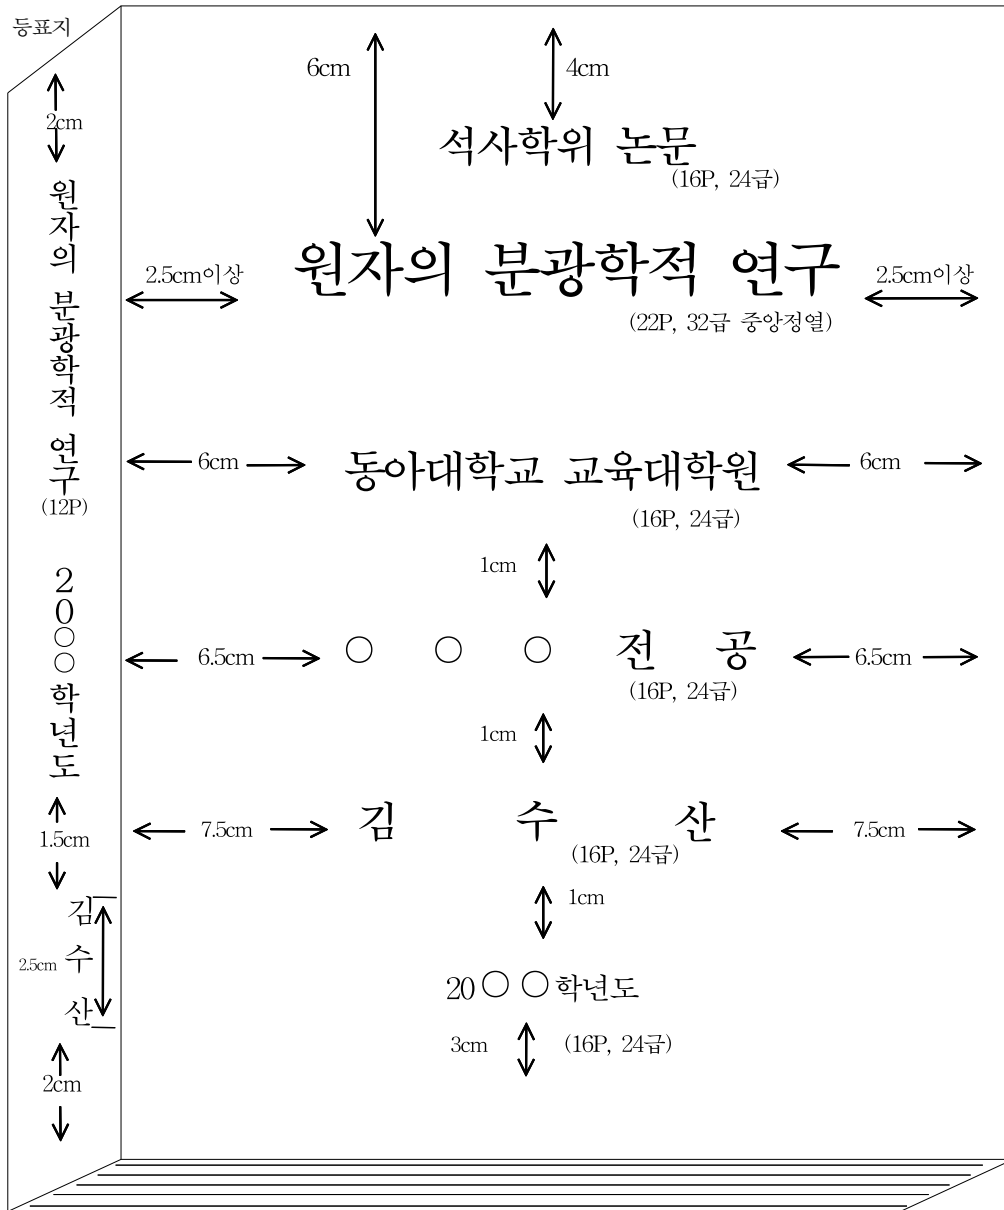 등표지
2cm
원자의 분광학적 연구
(12P)
20○○학년도
1.5cm
김수산
2.5cm
2cm
6cm
4cm
석사학위 논문
(16P, 24급)
원자의 분광학적 연구
2.5cm이상
2.5cm이상
(22P, 32급 중앙정열)
6cm
동아대학교 교육대학원
6cm
(16P, 24급)
1cm
6.5cm
○ ○ ○ 전 공
6.5cm
(16P, 24급)
1cm
7.5cm
김 수 산
7.5cm
(16P, 24급)
1cm
20○○학년도
3cm
(16P, 24급)